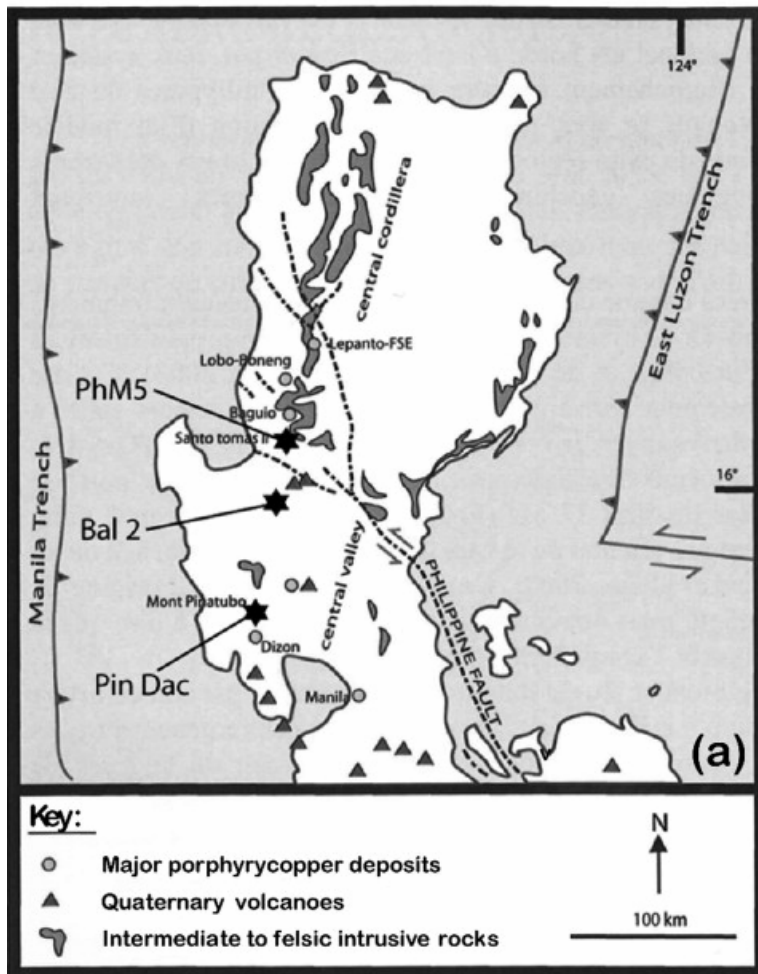 124°
East Luzon Trench
central cordillera
Lepanto-FSE
Lobo-Boneng
PhM5
Baguio
Santo tomas II
16°
Manila Trench
Bal 2
central valley
PHILIPPINE FAULT
Mont Pinatubo
Dizon
Pin Dac
Manila
(a)
Key:
Major porphyrycopper deposits
Quaternary volcanoes
Intermediate to felsic intrusive rocks
N
100 km